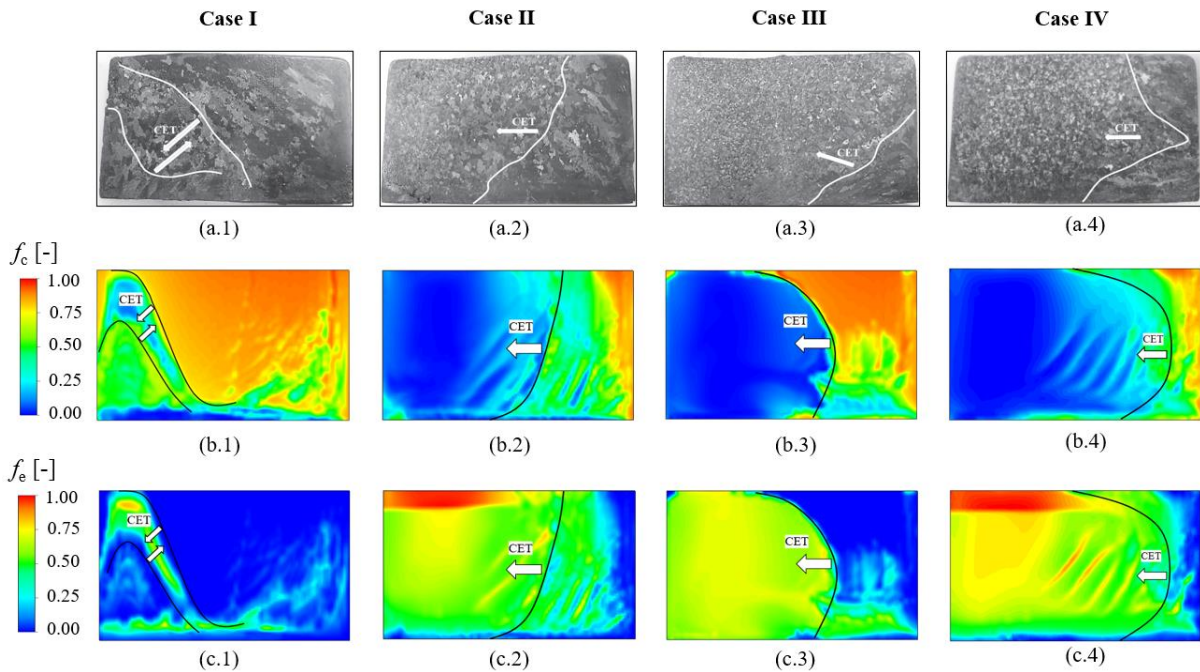 Case I Case II Case III Case IV
CET CET CET CET
(a.1) (a.2) (a.3) (a.4)
fc [-]
1.00
0.75
0.50
0.25
0.00
CET CET CET CET
(b.1) (b.2) (b.3) (b.4)
fe [-]
1.00
0.75
0.50
0.25
0.00
CET CET CET CET
(c.1) (c.2) (c.3) (c.4)